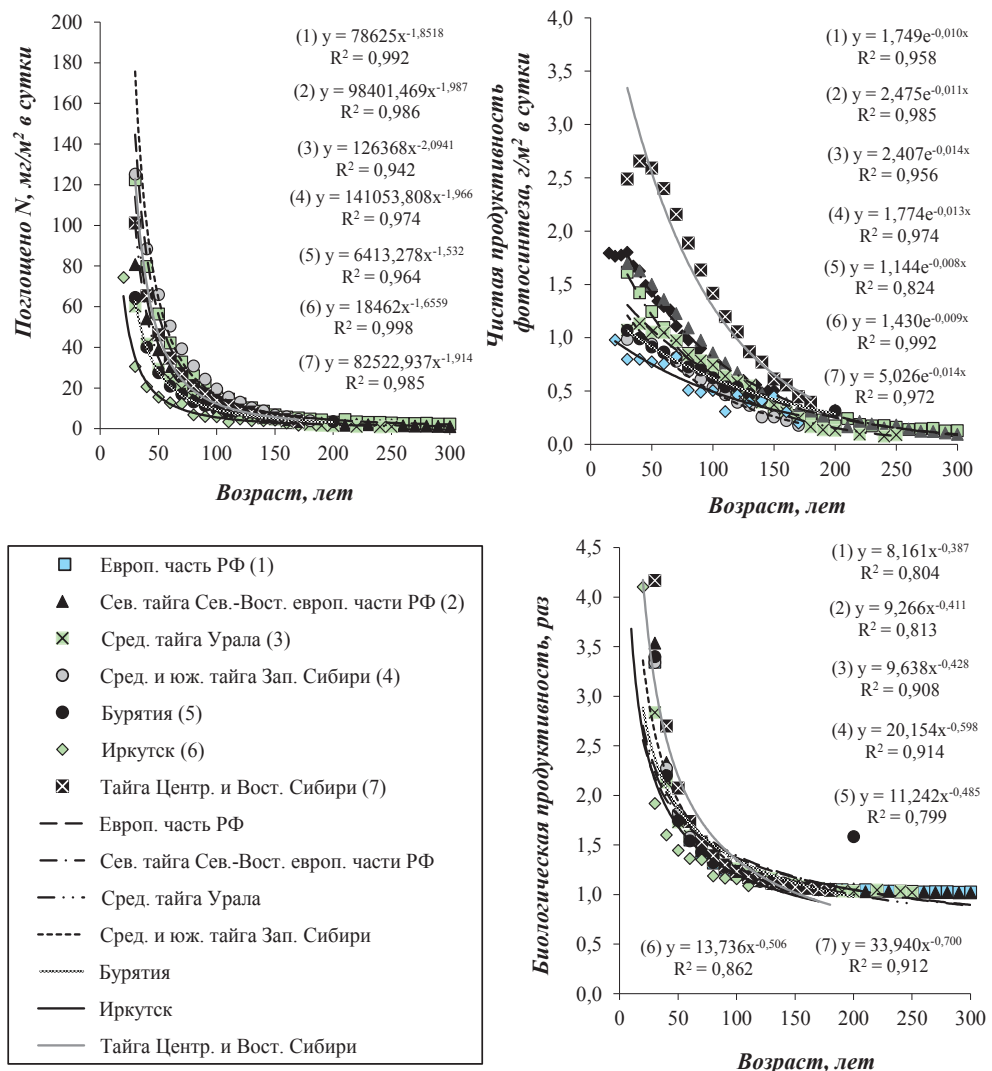 Поглощено N, мг/м² в сутки
200
180
160
140
120
100
80
60
40
20
0
(1) y = 78625x^-1,8518
R² = 0,992
(2) y = 98401,469x^-1,987
R² = 0,986
(3) y = 126368x^-2,0941
R² = 0,942
(4) y = 141053,808x^-1,966
R² = 0,974
(5) y = 6413,278x^-1,532
R² = 0,964
(6) y = 18462x^-1,6559
R² = 0,998
(7) y = 82522,937x^-1,914
R² = 0,985
0 50 100 150 200 250 300
Возраст, лет
Чистая продуктивность
фотосинтеза, г/м² в сутки
4,0
3,5
3,0
2,5
2,0
1,5
1,0
0,5
0,0
(1) y = 1,749e^-0,010x
R² = 0,958
(2) y = 2,475e^-0,011x
R² = 0,985
(3) y = 2,407e^-0,014x
R² = 0,956
(4) y = 1,774e^-0,013x
R² = 0,974
(5) y = 1,144e^-0,008x
R² = 0,824
(6) y = 1,430e^-0,009x
R² = 0,992
(7) y = 5,026e^-0,014x
R² = 0,972
0 50 100 150 200 250 300
Возраст, лет
Европ. часть РФ (1)
Сев. тайга Сев.-Вост. европ. части РФ (2)
Сред. тайга Урала (3)
Сред. и юж. тайга Зап. Сибири (4)
Бурятия (5)
Иркутск (6)
Тайга Центр. и Вост. Сибири (7)
Европ. часть РФ
Сев. тайга Сев.-Вост. европ. части РФ
Сред. тайга Урала
Сред. и юж. тайга Зап. Сибири
Бурятия
Иркутск
Тайга Центр. и Вост. Сибири
Биологическая продуктивность, раз
4,5
4,0
3,5
3,0
2,5
2,0
1,5
1,0
0,5
0,0
(1) y = 8,161x^-0,387
R² = 0,804
(2) y = 9,266x^-0,411
R² = 0,813
(3) y = 9,638x^-0,428
R² = 0,908
(4) y = 20,154x^-0,598
R² = 0,914
(5) y = 11,242x^-0,485
R² = 0,799
(6) y = 13,736x^-0,506
R² = 0,862
(7) y = 33,940x^-0,700
R² = 0,912
0 50 100 150 200 250 300
Возраст, лет